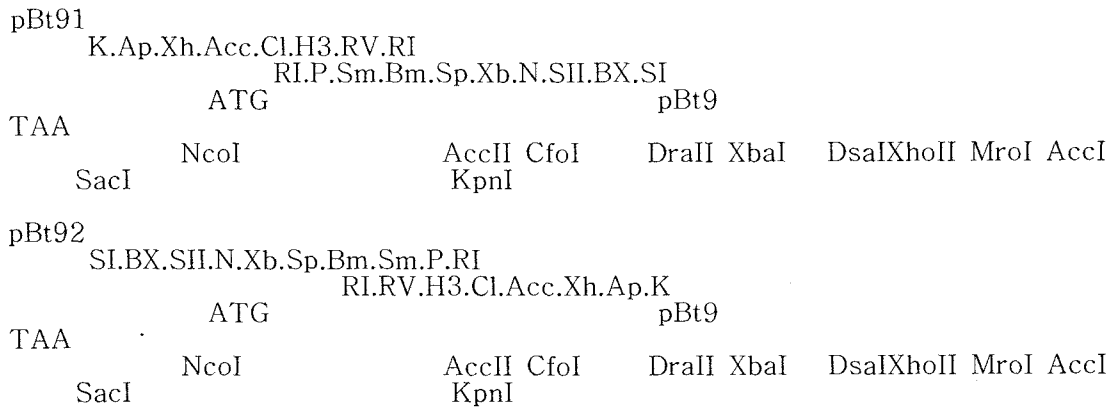 pBt91
K.Ap.Xh.Acc.Cl.H3.RV.RI
RI.P.Sm.Bm.Sp.Xb.N.SII.BX.SI
ATG pBt9
TAA
NcoI AccII CfoI DraII XbaI DsaIXhoII MroI AccI
SacI KpnI
pBt92
SI.BX.SII.N.Xb.Sp.Bm.Sm.P.RI
RI.RV.H3.Cl.Acc.Xh.Ap.K
ATG pBt9
TAA
NcoI AccII CfoI DraII XbaI DsaIXhoII MroI AccI
SacI KpnI